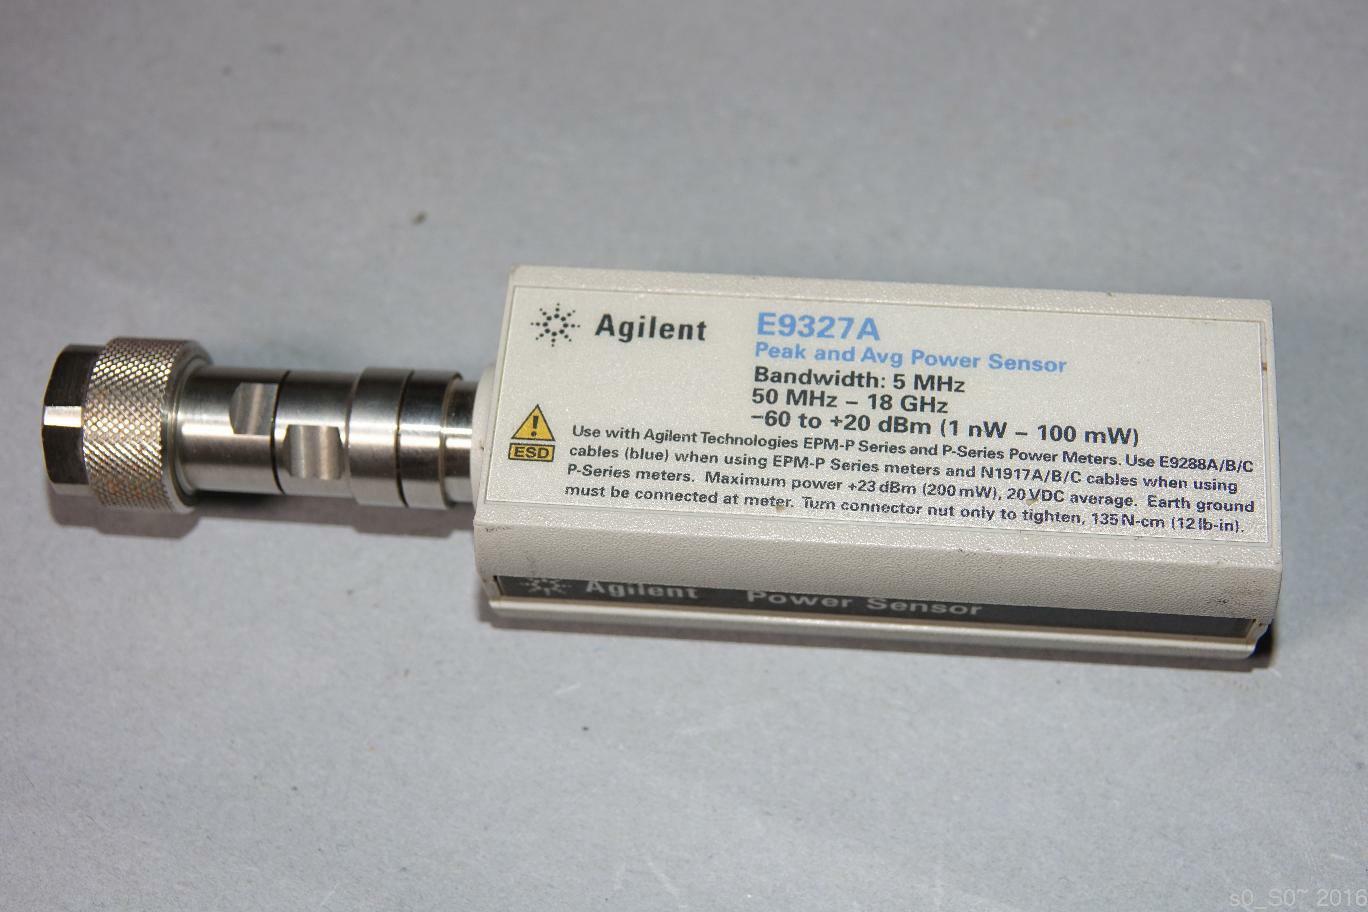 Agilent
E9327A
Peak and Avg Power Sensor
Bandwidth: 5 MHz
50 MHz – 18 GHz
–60 to +20 dBm (1 nW – 100 mW)
ESD
Use with Agilent Technologies EPM-P Series and P-Series Power Meters. Use E9288A/B/C
cables (blue) when using EPM-P Series meters and N1917A/B/C cables when using
P-Series meters. Maximum power +23 dBm (200 mW), 20 VDC average. Earth ground
must be connected at meter. Turn connector nut only to tighten, 135 N-cm (12 lb-in).
Agilent Power Sensor
s0_S0~ 2016